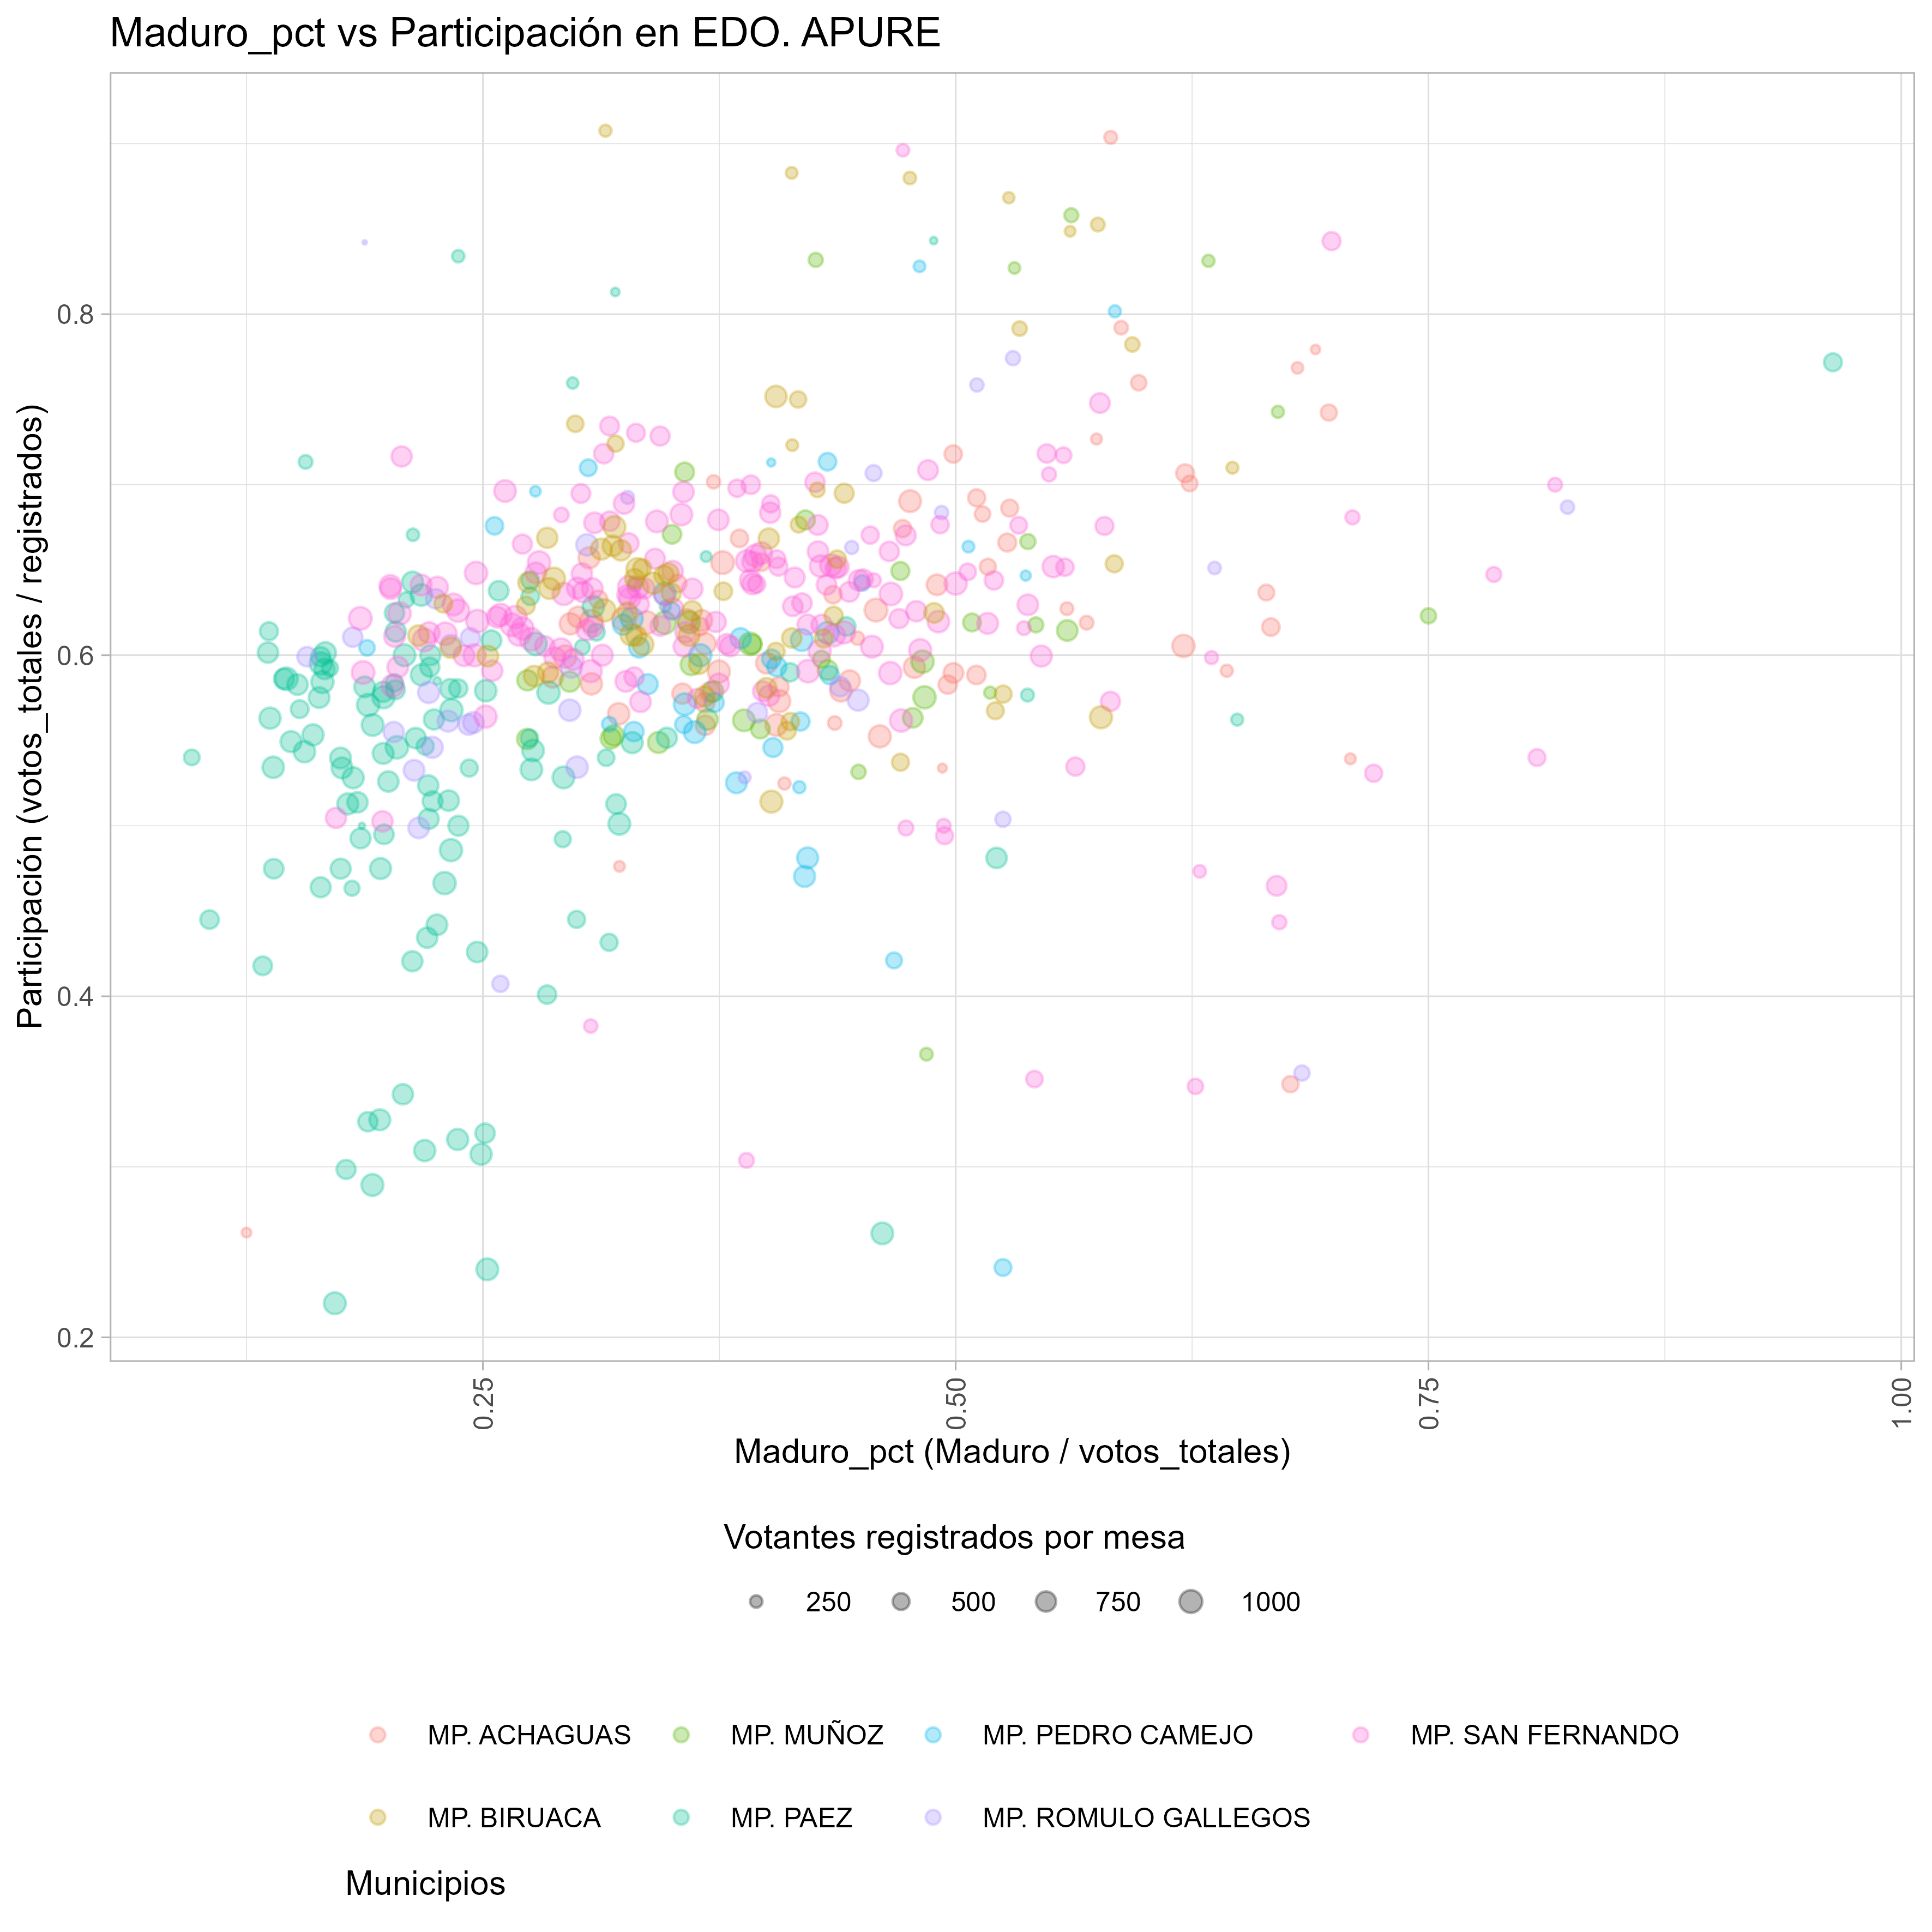 Maduro_pct vs Participación en EDO. APURE
Participación (votos_totales / registrados)
0.8
0.6
0.4
0.2
0.25
0.50
0.75
1.00
Maduro_pct (Maduro / votos_totales)
Votantes registrados por mesa
250 500 750 1000
MP. ACHAGUAS MP. MUÑOZ MP. PEDRO CAMEJO MP. SAN FERNANDO
MP. BIRUACA MP. PAEZ MP. ROMULO GALLEGOS
Municipios